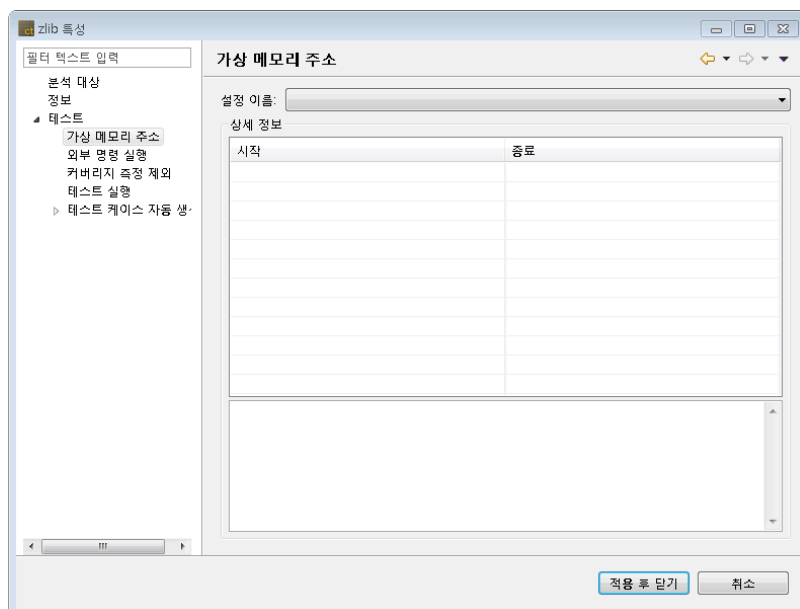 zlib 특성
필터 텍스트 입력
분석 대상
정보
테스트
가상 메모리 주소
외부 명령 실행
커버리지 측정 제외
테스트 실행
테스트 케이스 자동 생
가상 메모리 주소
설정 이름:
상세 정보
시작 종료
적용 후 닫기 취소